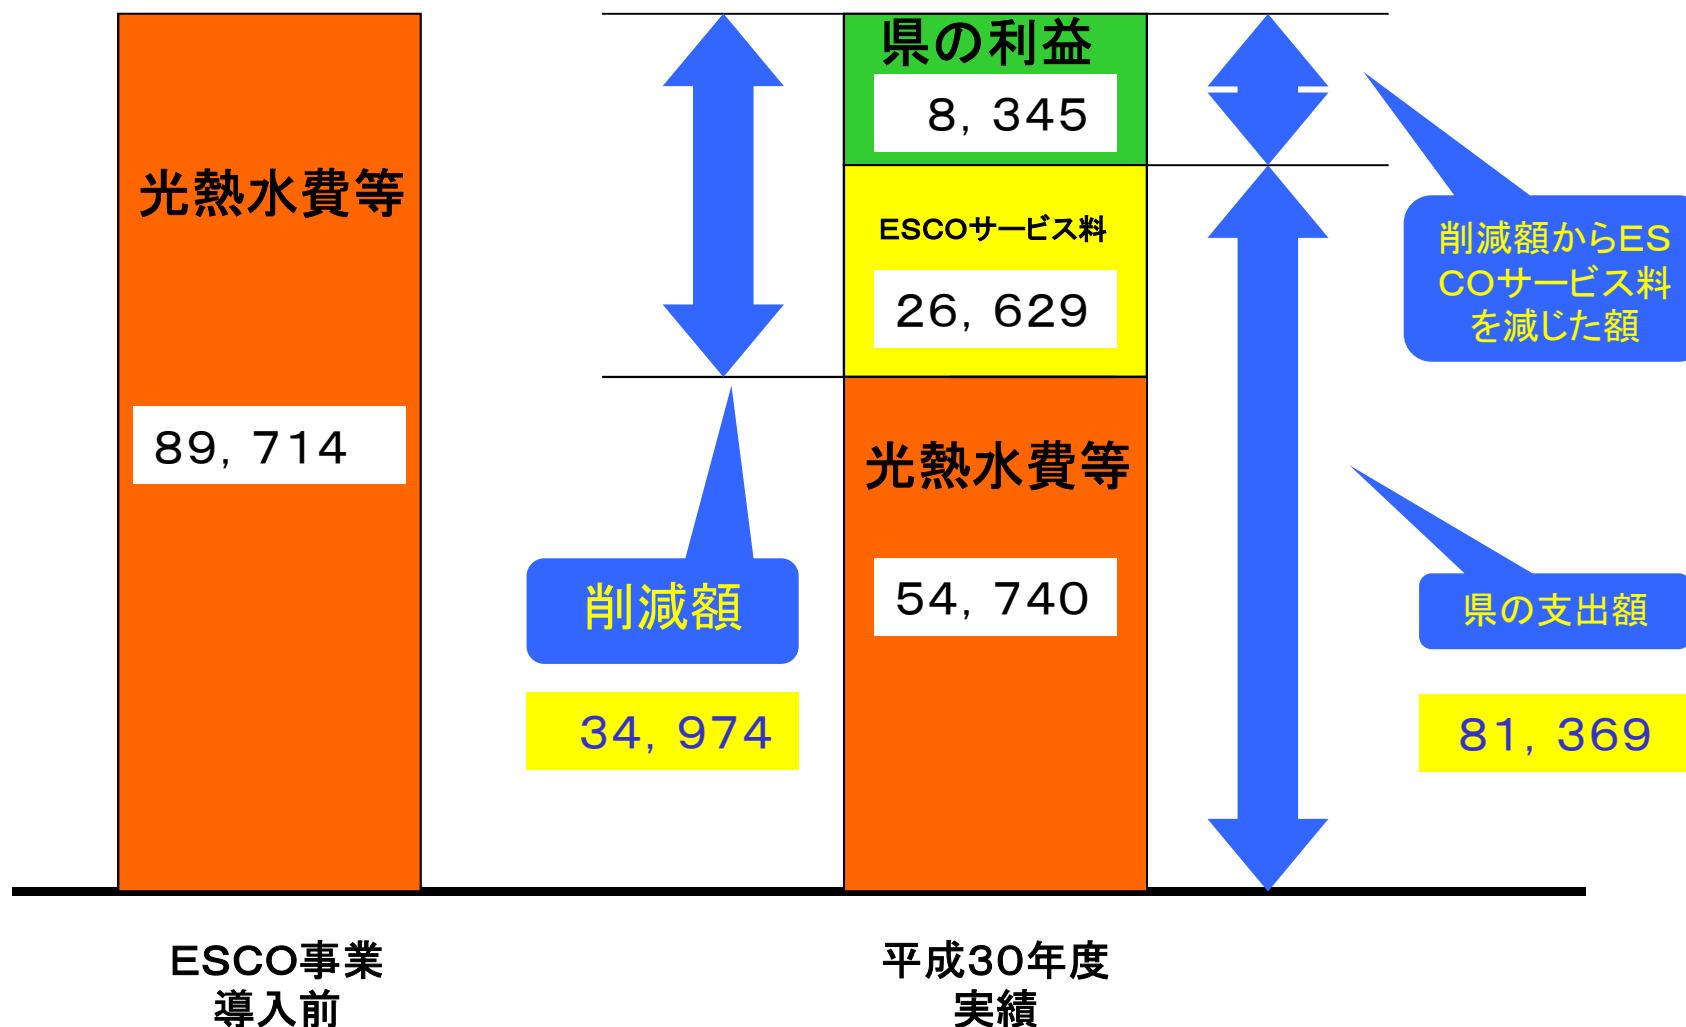 光熱水費等
89,714
削減額
34,974
県の利益
8,345
ESCOサービス料
26,629
光熱水費等
54,740
削減額からES
COサービス料
を減じた額
県の支出額
81,369
ESCO事業
導入前
平成30年度
実績